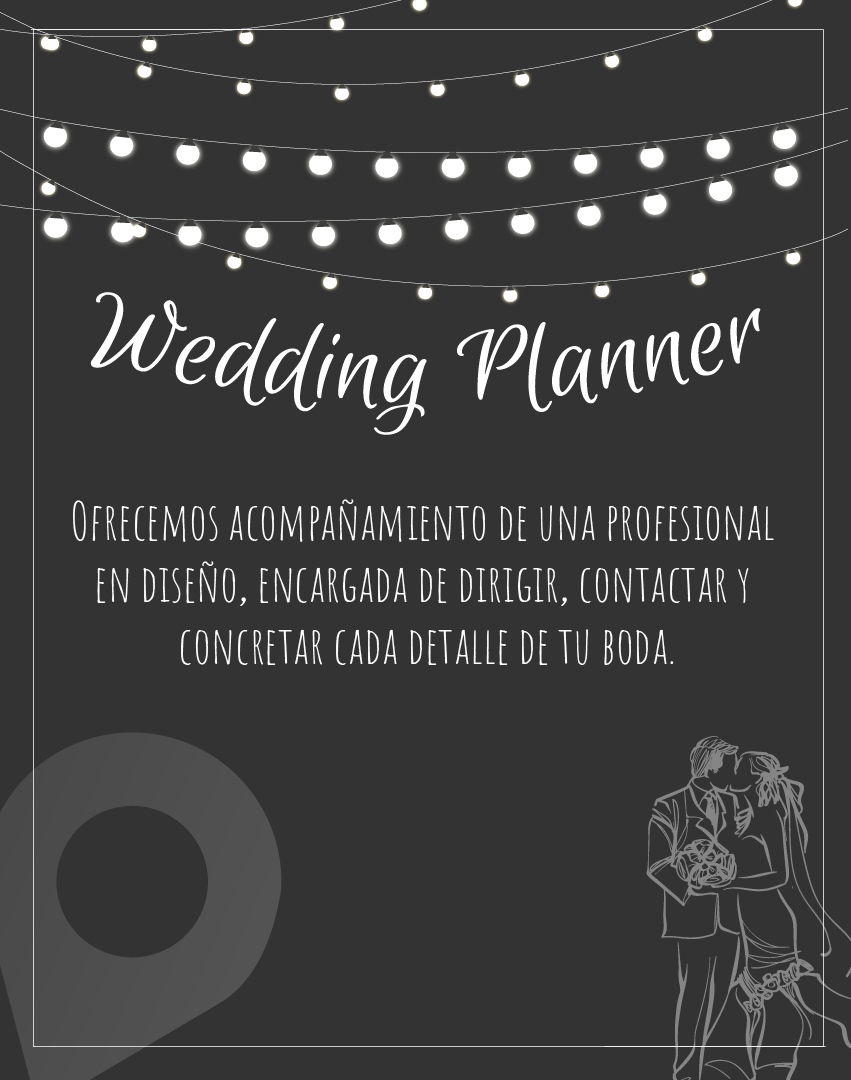 Wedding Planner
Ofrecemos acompañamiento de una profesional
en diseño, encargada de dirigir, contactar y
concretar cada detalle de tu boda.